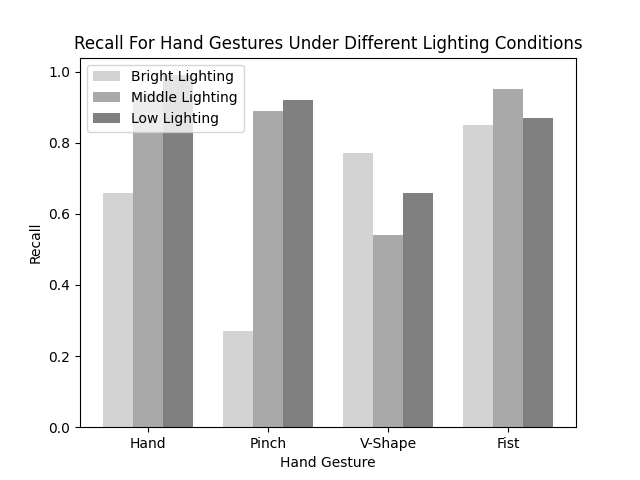 Recall For Hand Gestures Under Different Lighting Conditions
1.0
0.8
0.6
0.4
0.2
0.0
Recall
Bright Lighting
Middle Lighting
Low Lighting
Hand
Pinch
V-Shape
Fist
Hand Gesture